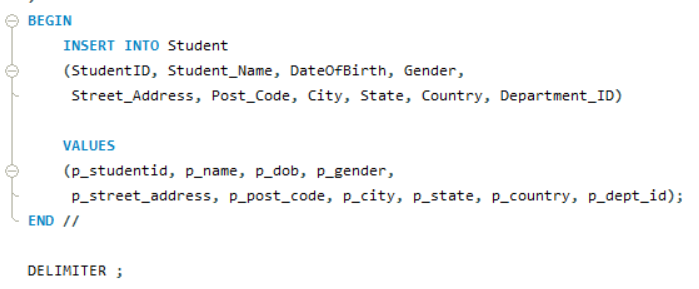 BEGIN
INSERT INTO Student
(StudentID, Student_Name, DateOfBirth, Gender,
Street_Address, Post_Code, City, State, Country, Department_ID)
VALUES
(p_studentid, p_name, p_dob, p_gender,
p_street_address, p_post_code, p_city, p_state, p_country, p_dept_id);
END //
DELIMITER ;